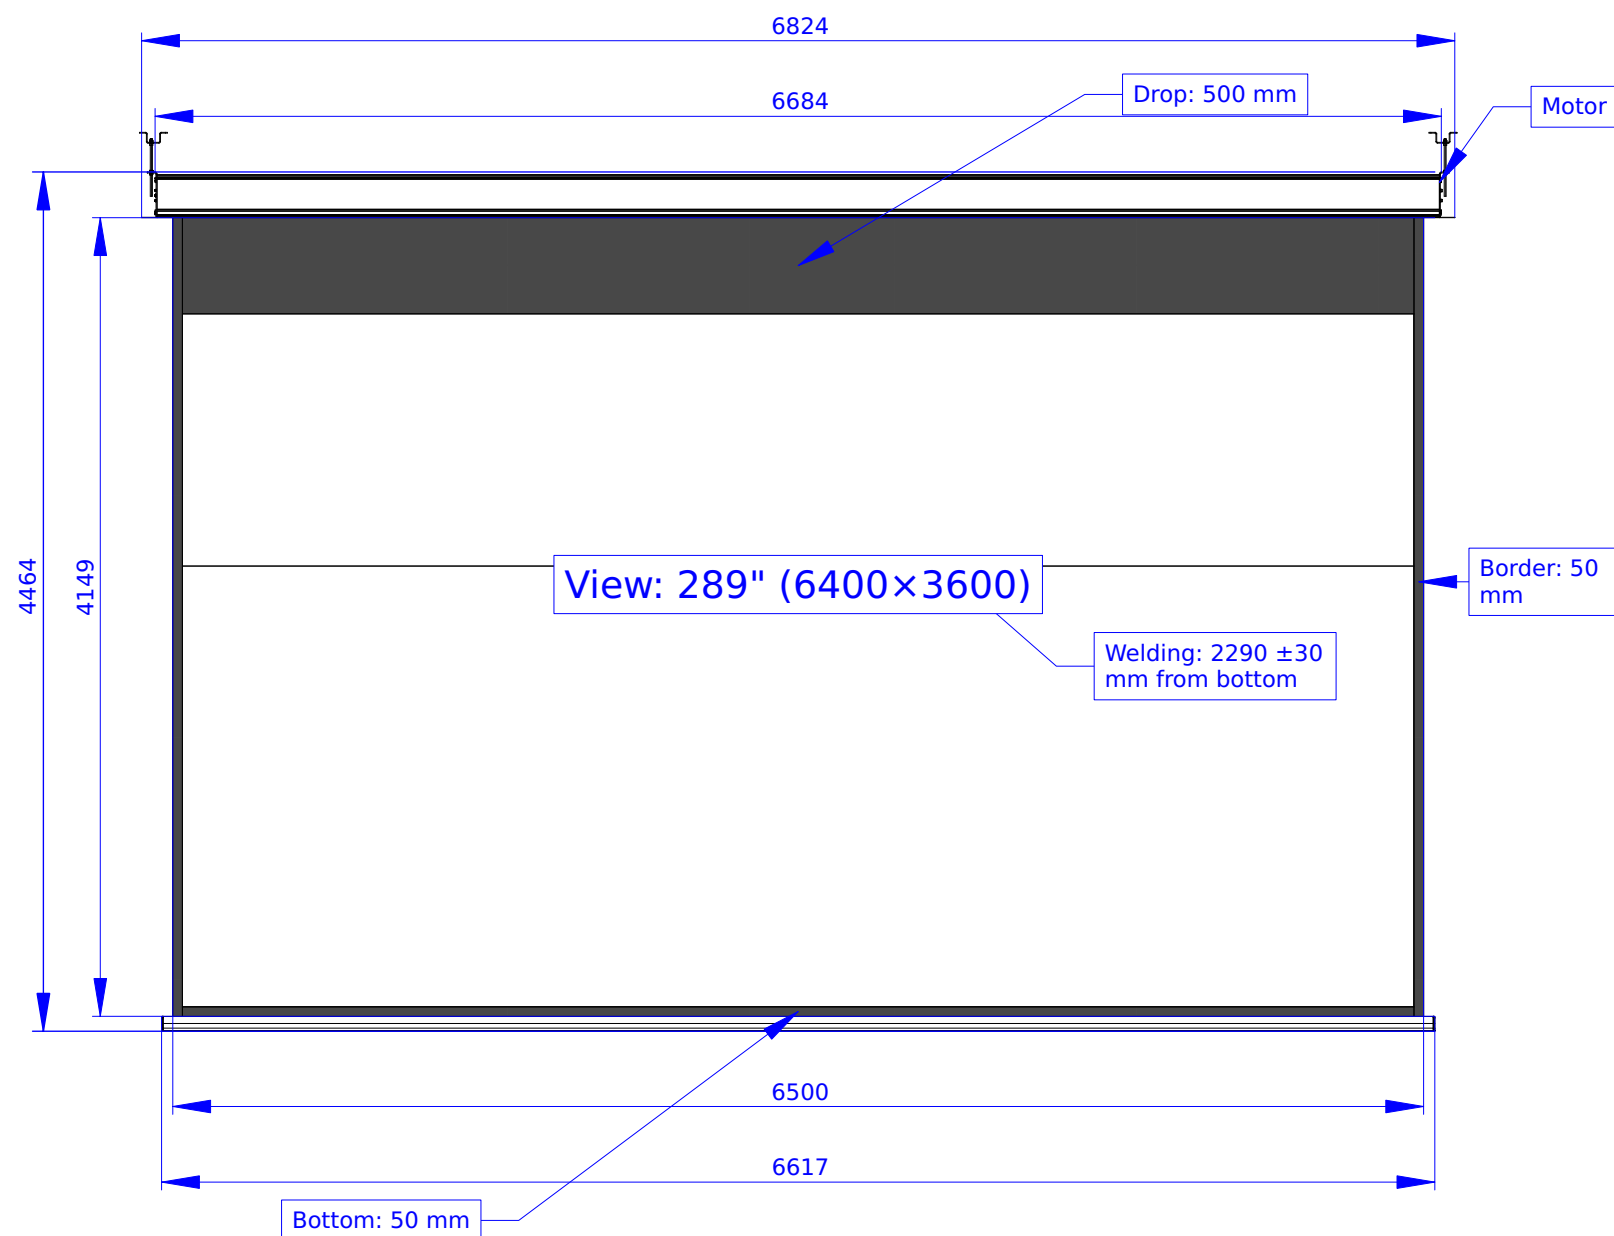 6824
Drop: 500 mm
6684
Motor
4464
4149
View: 289" (6400×3600)
Border: 50
mm
Welding: 2290 ±30
mm from bottom
6500
6617
Bottom: 50 mm